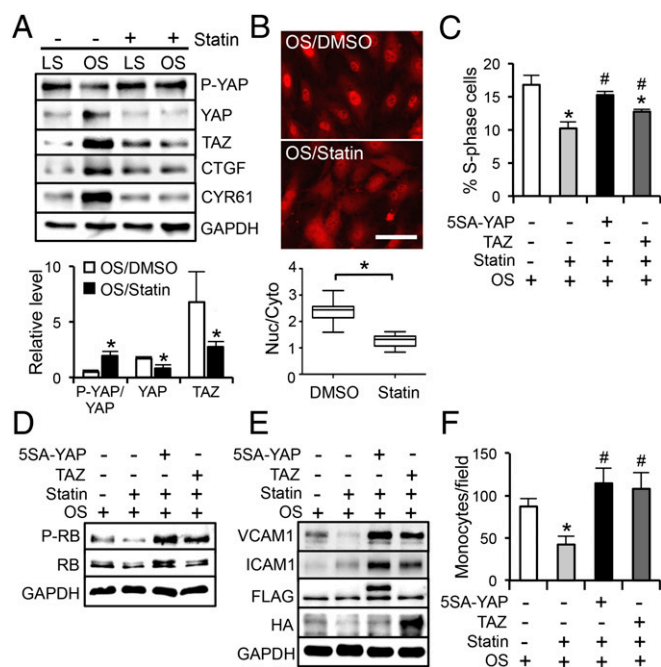 A
- - + + Statin
LS OS LS OS
P-YAP
YAP
TAZ
CTGF
CYR61
GAPDH
Relative level
10
5
0
OS/DMSO
OS/Statin
* * *
P-YAP/
YAP
YAP
TAZ
B
OS/DMSO
OS/Statin
Nuc/Cyto
4
3
2
1
0
*
DMSO Statin
C
% S-phase cells
20
15
10
5
0
* # # *
- - + - 5SA-YAP
- - - + TAZ
- + + + Statin
+ + + + OS
D
5SA-YAP - - + -
TAZ - - - +
Statin - + + +
OS + + + +
P-RB
RB
GAPDH
E
5SA-YAP - - + -
TAZ - - - +
Statin - + + +
OS + + + +
VCAM1
ICAM1
FLAG
HA
GAPDH
F
Monocytes/field
150
100
50
0
* # #
5SA-YAP - - + -
TAZ - - - +
Statin - + + +
OS + + + +